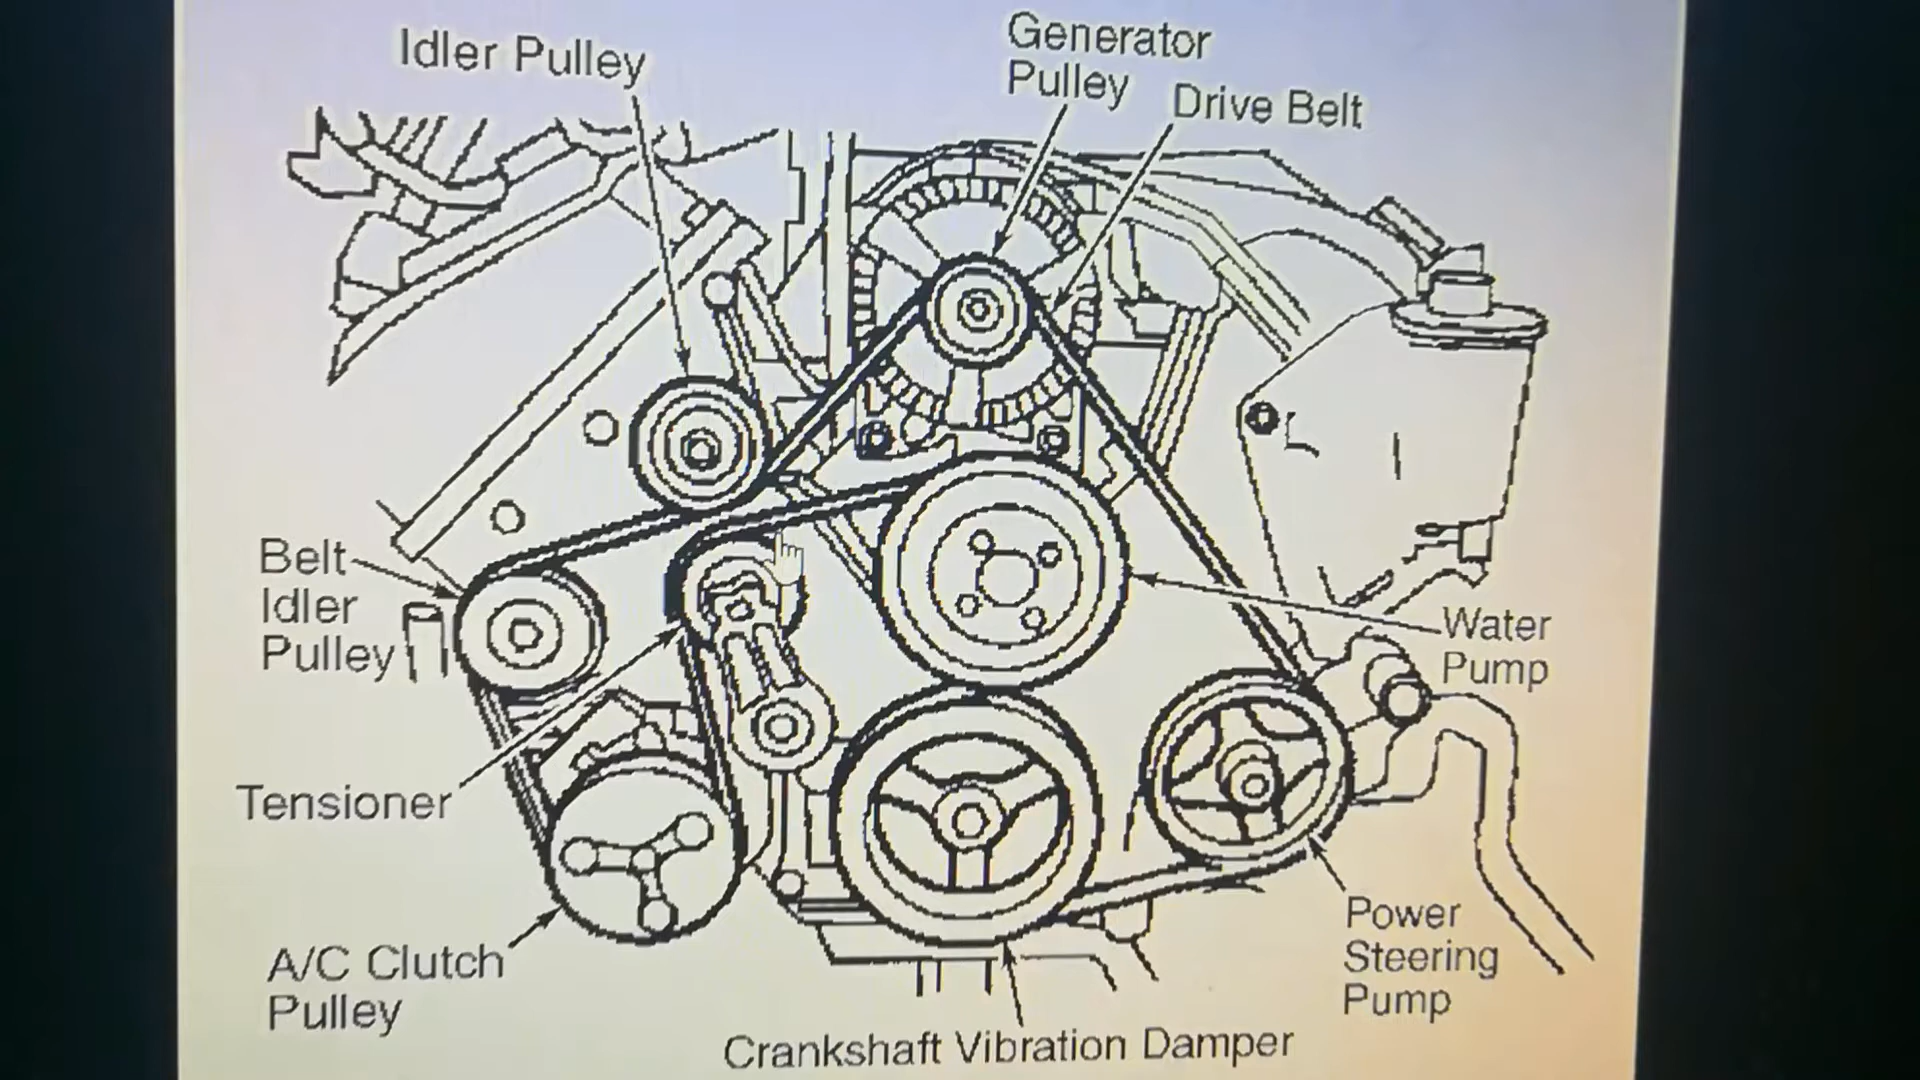 Idler Pulley
Generator
Pulley
Drive Belt
Belt
Idler
Pulley
Water
Pump
Tensioner
A/C Clutch
Pulley
Power
Steering
Pump
Crankshaft Vibration Damper